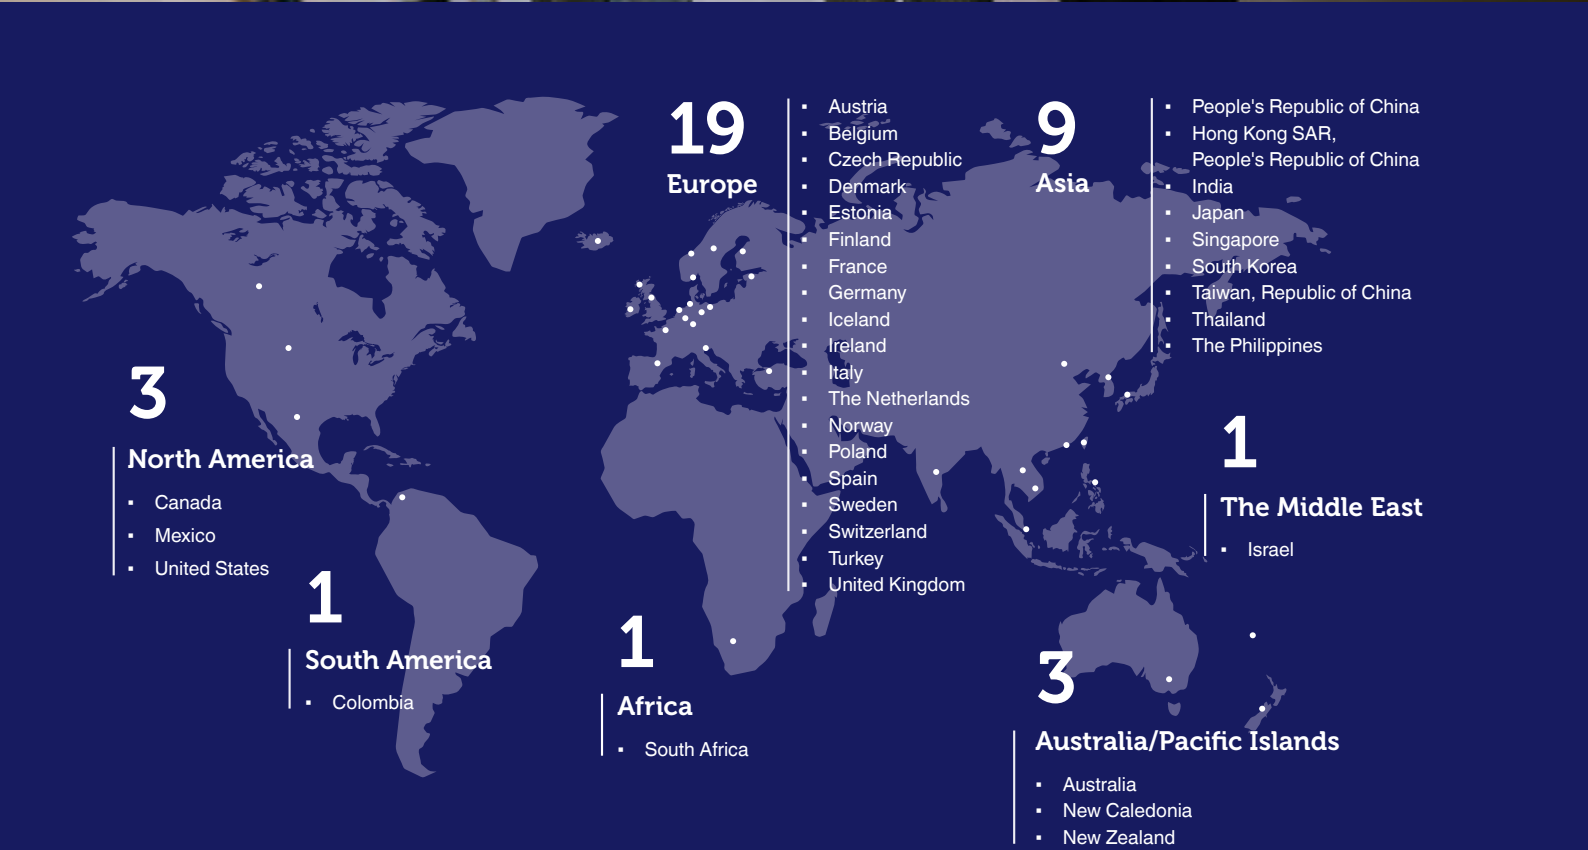 19
Europe
Austria
Belgium
Czech Republic
Denmark
Estonia
Finland
France
Germany
Iceland
Ireland
Italy
The Netherlands
Norway
Poland
Spain
Sweden
Switzerland
Turkey
United Kingdom
9
Asia
People's Republic of China
Hong Kong SAR,
People's Republic of China
India
Japan
Singapore
South Korea
Taiwan, Republic of China
Thailand
The Philippines
3
North America
Canada
Mexico
United States
1
The Middle East
Israel
1
South America
Colombia
1
Africa
South Africa
3
Australia/Pacific Islands
Australia
New Caledonia
New Zealand